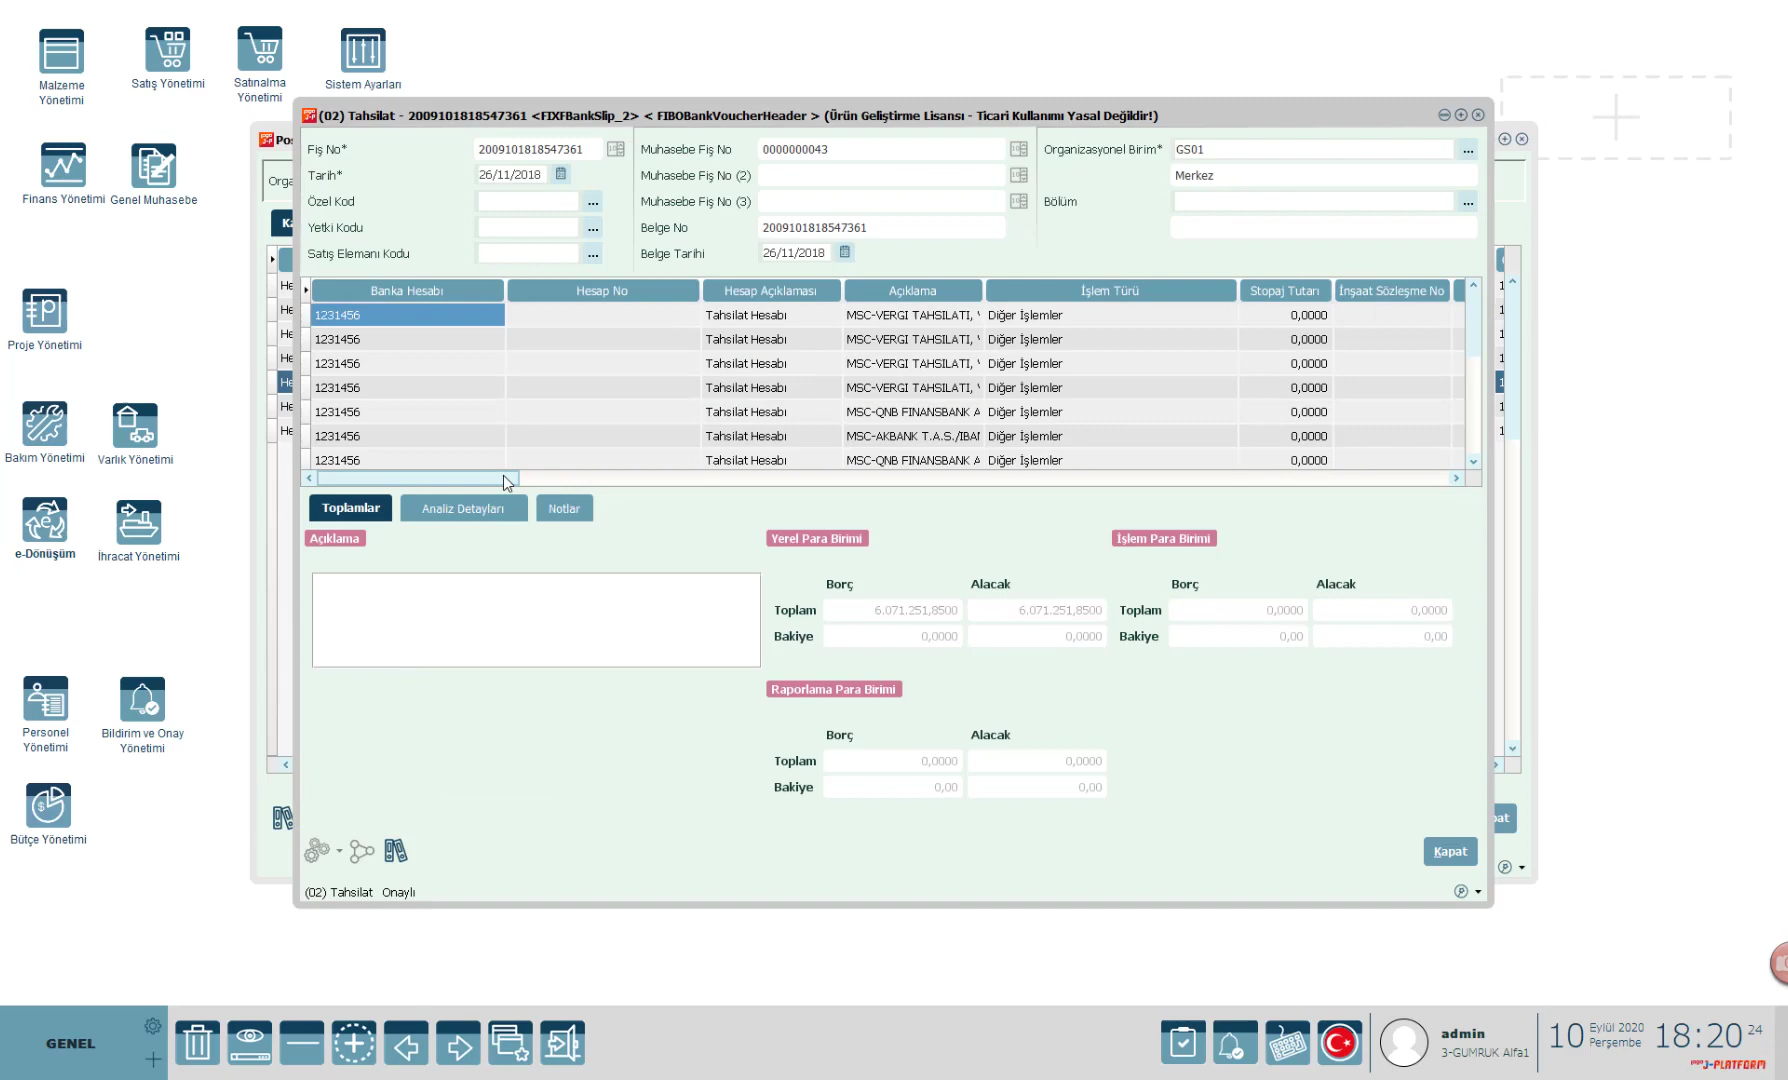 Malzeme
Yönetimi
Satış Yönetimi
Satınalma
Yönetimi
Sistem Ayarları
Finans Yönetimi
Genel Muhasebe
Proje Yönetimi
Bakım Yönetimi
Varlık Yönetimi
e-Dönüşüm
İhracat Yönetimi
Personel
Yönetimi
Bildirim ve Onay
Yönetimi
Bütçe Yönetimi
(02) Tahsilat - 2009101818547361 <FIXFBankSlip_2> < FIBOBankVoucherHeader > (Ürün Geliştirme Lisansı - Ticari Kullanımı Yasal Değildir!)
Fiş No* 2009101818547361 Muhasebe Fiş No 0000000043 Organizasyonel Birim* GS01 ...
Tarih* 26/11/2018 Muhasebe Fiş No (2) Merkez
Özel Kod ... Muhasebe Fiş No (3) Bölüm ...
Yetki Kodu ... Belge No 2009101818547361
Satış Elemanı Kodu ... Belge Tarihi 26/11/2018
Banka Hesabı Hesap No Hesap Açıklaması Açıklama İşlem Türü Stopaj Tutarı İnşaat Sözleşme No
1231456 Tahsilat Hesabı MSC-VERGI TAHSILATI, Diğer İşlemler 0,0000
1231456 Tahsilat Hesabı MSC-VERGI TAHSILATI, Diğer İşlemler 0,0000
1231456 Tahsilat Hesabı MSC-VERGI TAHSILATI, Diğer İşlemler 0,0000
1231456 Tahsilat Hesabı MSC-VERGI TAHSILATI, Diğer İşlemler 0,0000
1231456 Tahsilat Hesabı MSC-QNB FINANSBANK A Diğer İşlemler 0,0000
1231456 Tahsilat Hesabı MSC-AKBANK T.A.S./IBAN Diğer İşlemler 0,0000
1231456 Tahsilat Hesabı MSC-QNB FINANSBANK A Diğer İşlemler 0,0000
Toplamlar Analiz Detayları Notlar
Açıklama Yerel Para Birimi İşlem Para Birimi
Borç Alacak Borç Alacak
Toplam 6.071.251,8500 6.071.251,8500 Toplam 0,0000 0,0000
Bakiye 0,0000 0,0000 Bakiye 0,00 0,00
Raporlama Para Birimi
Borç Alacak
Toplam 0,0000 0,0000
Bakiye 0,00 0,00
Kapat
(02) Tahsilat Onaylı
GENEL
admin
3-GUMRUK Alfa1
10 Eylül 2020 Perşembe 18:20 24
J-PLATFORM